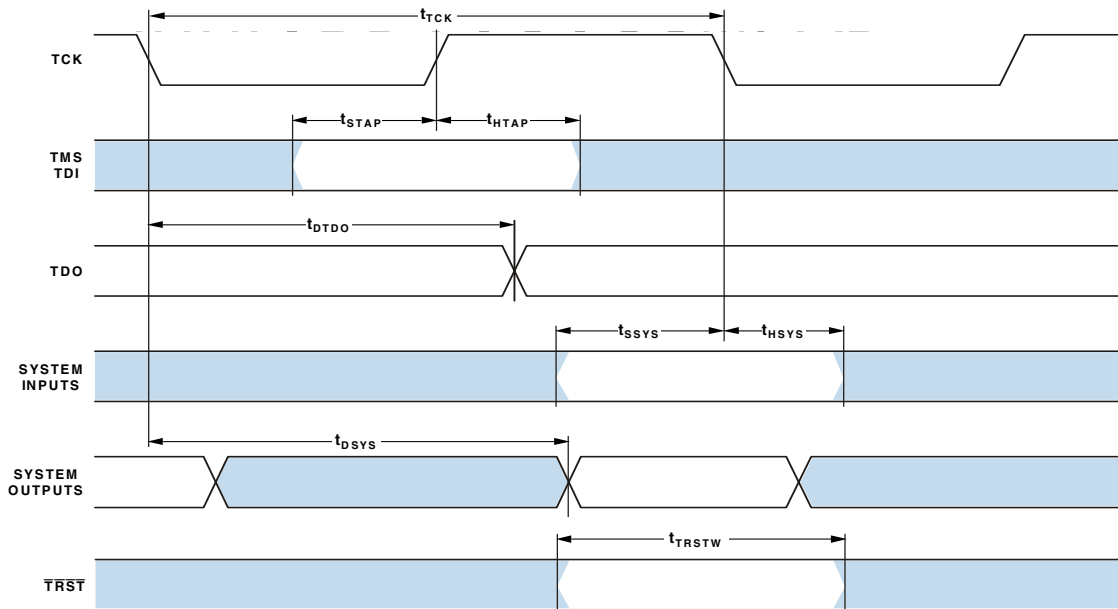 tTCK
TCK
tSTAP
tHTAP
TMS
TDI
tDTDO
TDO
tSSYS
tHSYS
SYSTEM
INPUTS
tDSYS
SYSTEM
OUTPUTS
tTRSTW
TRST